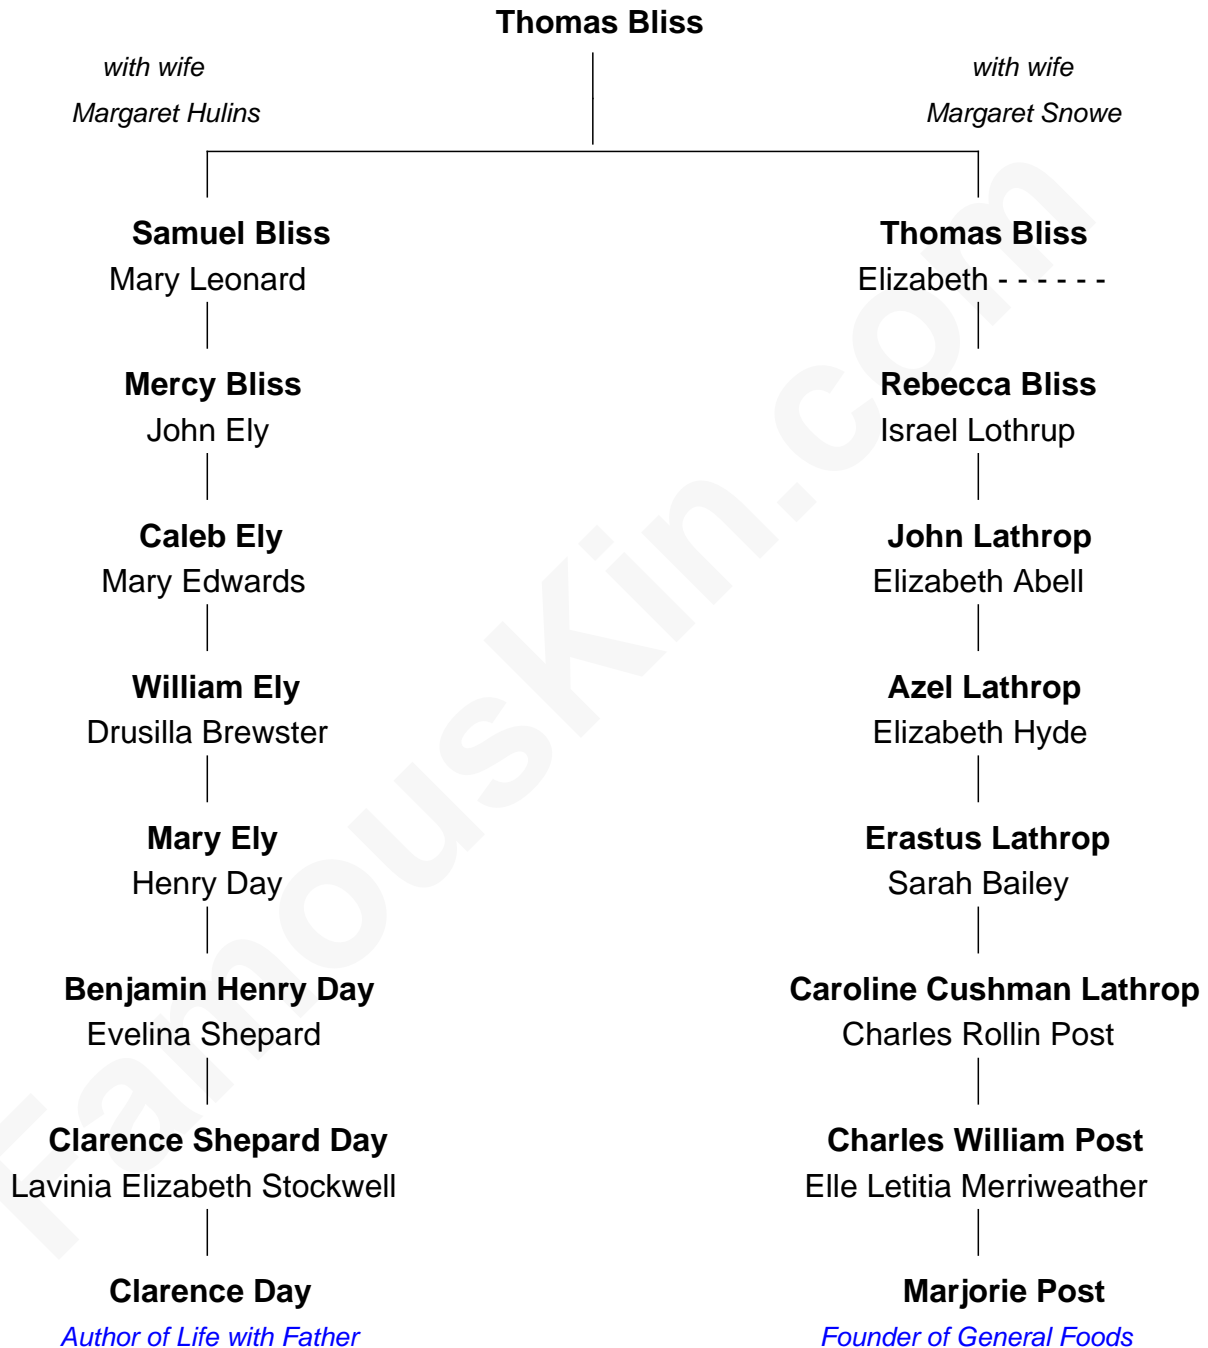 Thomas Bliss
with wife
Margaret Hulins
with wife
Margaret Snowe
Samuel Bliss
Mary Leonard
Thomas Bliss
Elizabeth - - - - - -
Mercy Bliss
John Ely
Rebecca Bliss
Israel Lothrup
Caleb Ely
Mary Edwards
John Lathrop
Elizabeth Abell
William Ely
Drusilla Brewster
Azel Lathrop
Elizabeth Hyde
Mary Ely
Henry Day
Erastus Lathrop
Sarah Bailey
Benjamin Henry Day
Evelina Shepard
Caroline Cushman Lathrop
Charles Rollin Post
Clarence Shepard Day
Lavinia Elizabeth Stockwell
Charles William Post
Elle Letitia Merriweather
Clarence Day
Author of Life with Father
Marjorie Post
Founder of General Foods
FamousKin.com